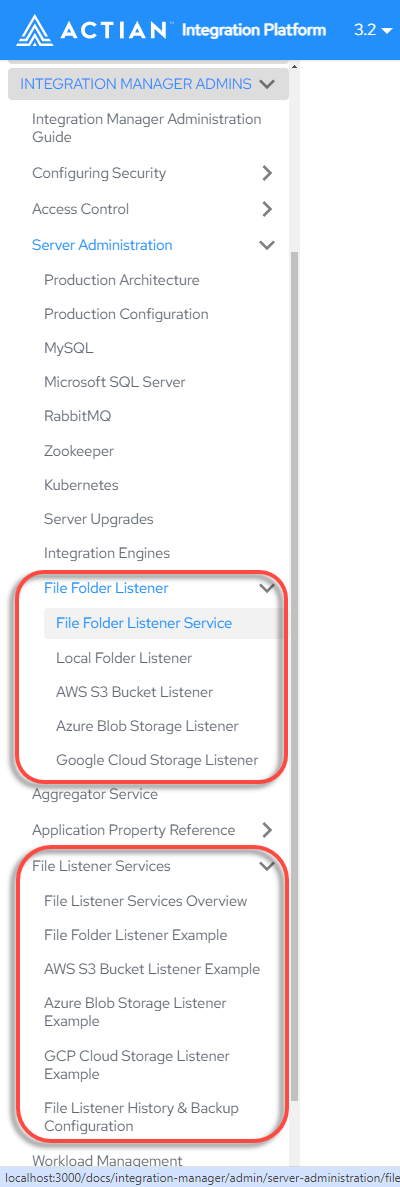 ACTIAN™ Integration Platform 3.2
INTEGRATION MANAGER ADMINS
Integration Manager Administration
Guide
Configuring Security
Access Control
Server Administration
Production Architecture
Production Configuration
MySQL
Microsoft SQL Server
RabbitMQ
Zookeeper
Kubernetes
Server Upgrades
Integration Engines
File Folder Listener
File Folder Listener Service
Local Folder Listener
AWS S3 Bucket Listener
Azure Blob Storage Listener
Google Cloud Storage Listener
Aggregator Service
Application Property Reference
File Listener Services
File Listener Services Overview
File Folder Listener Example
AWS S3 Bucket Listener Example
Azure Blob Storage Listener
Example
GCP Cloud Storage Listener
Example
File Listener History & Backup
Configuration
Workload Management
localhost:3000/docs/integration-manager/admin/server-administration/file